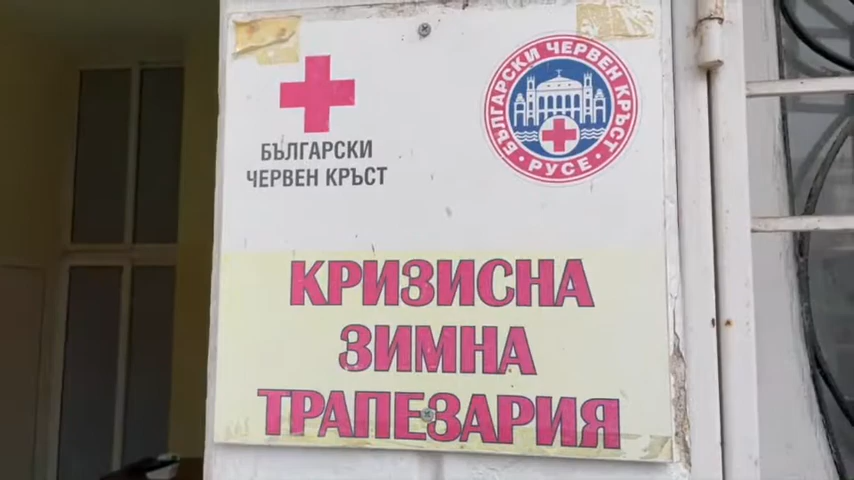 БЪЛГАРСКИ
ЧЕРВЕН КРЪСТ
БЪЛГАРСКИ ЧЕРВЕН КРЪСТ
• РУСЕ •
КРИЗИСНА
ЗИМНА
ТРАПЕЗАРИЯ